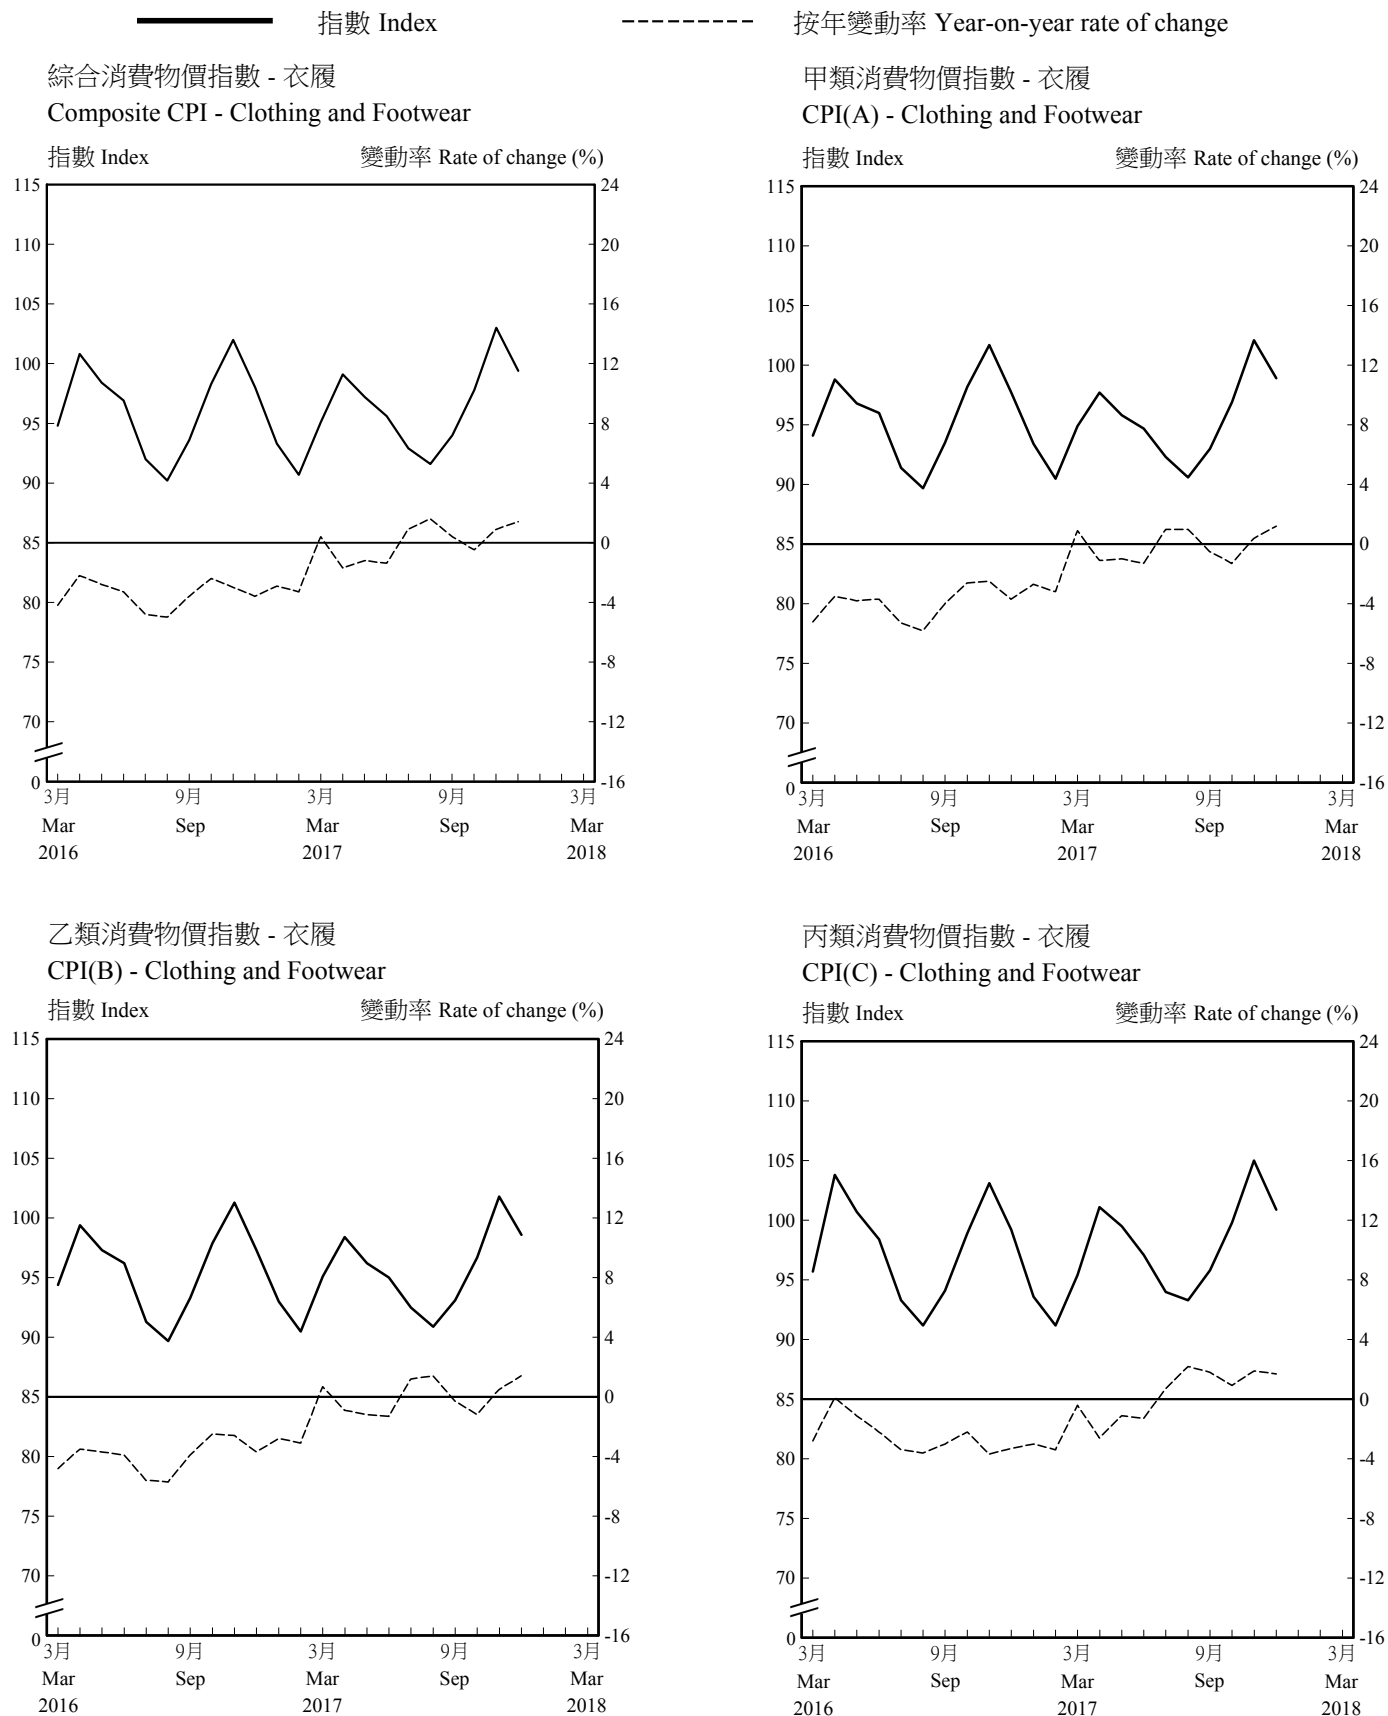 指數 Index
按年變動率 Year-on-year rate of change
綜合消費物價指數 - 衣履
Composite CPI - Clothing and Footwear
指數 Index 變動率 Rate of change (%)
115 24
110 20
105 16
100 12
95 8
90 4
85 0
80 -4
75 -8
70 -12
0 -16
3月 9月 3月 9月 3月
Mar Sep Mar Sep Mar
2016 2017 2018
甲類消費物價指數 - 衣履
CPI(A) - Clothing and Footwear
指數 Index 變動率 Rate of change (%)
115 24
110 20
105 16
100 12
95 8
90 4
85 0
80 -4
75 -8
70 -12
0 -16
3月 9月 3月 9月 3月
Mar Sep Mar Sep Mar
2016 2017 2018
乙類消費物價指數 - 衣履
CPI(B) - Clothing and Footwear
指數 Index 變動率 Rate of change (%)
115 24
110 20
105 16
100 12
95 8
90 4
85 0
80 -4
75 -8
70 -12
0 -16
3月 9月 3月 9月 3月
Mar Sep Mar Sep Mar
2016 2017 2018
丙類消費物價指數 - 衣履
CPI(C) - Clothing and Footwear
指數 Index 變動率 Rate of change (%)
115 24
110 20
105 16
100 12
95 8
90 4
85 0
80 -4
75 -8
70 -12
0 -16
3月 9月 3月 9月 3月
Mar Sep Mar Sep Mar
2016 2017 2018